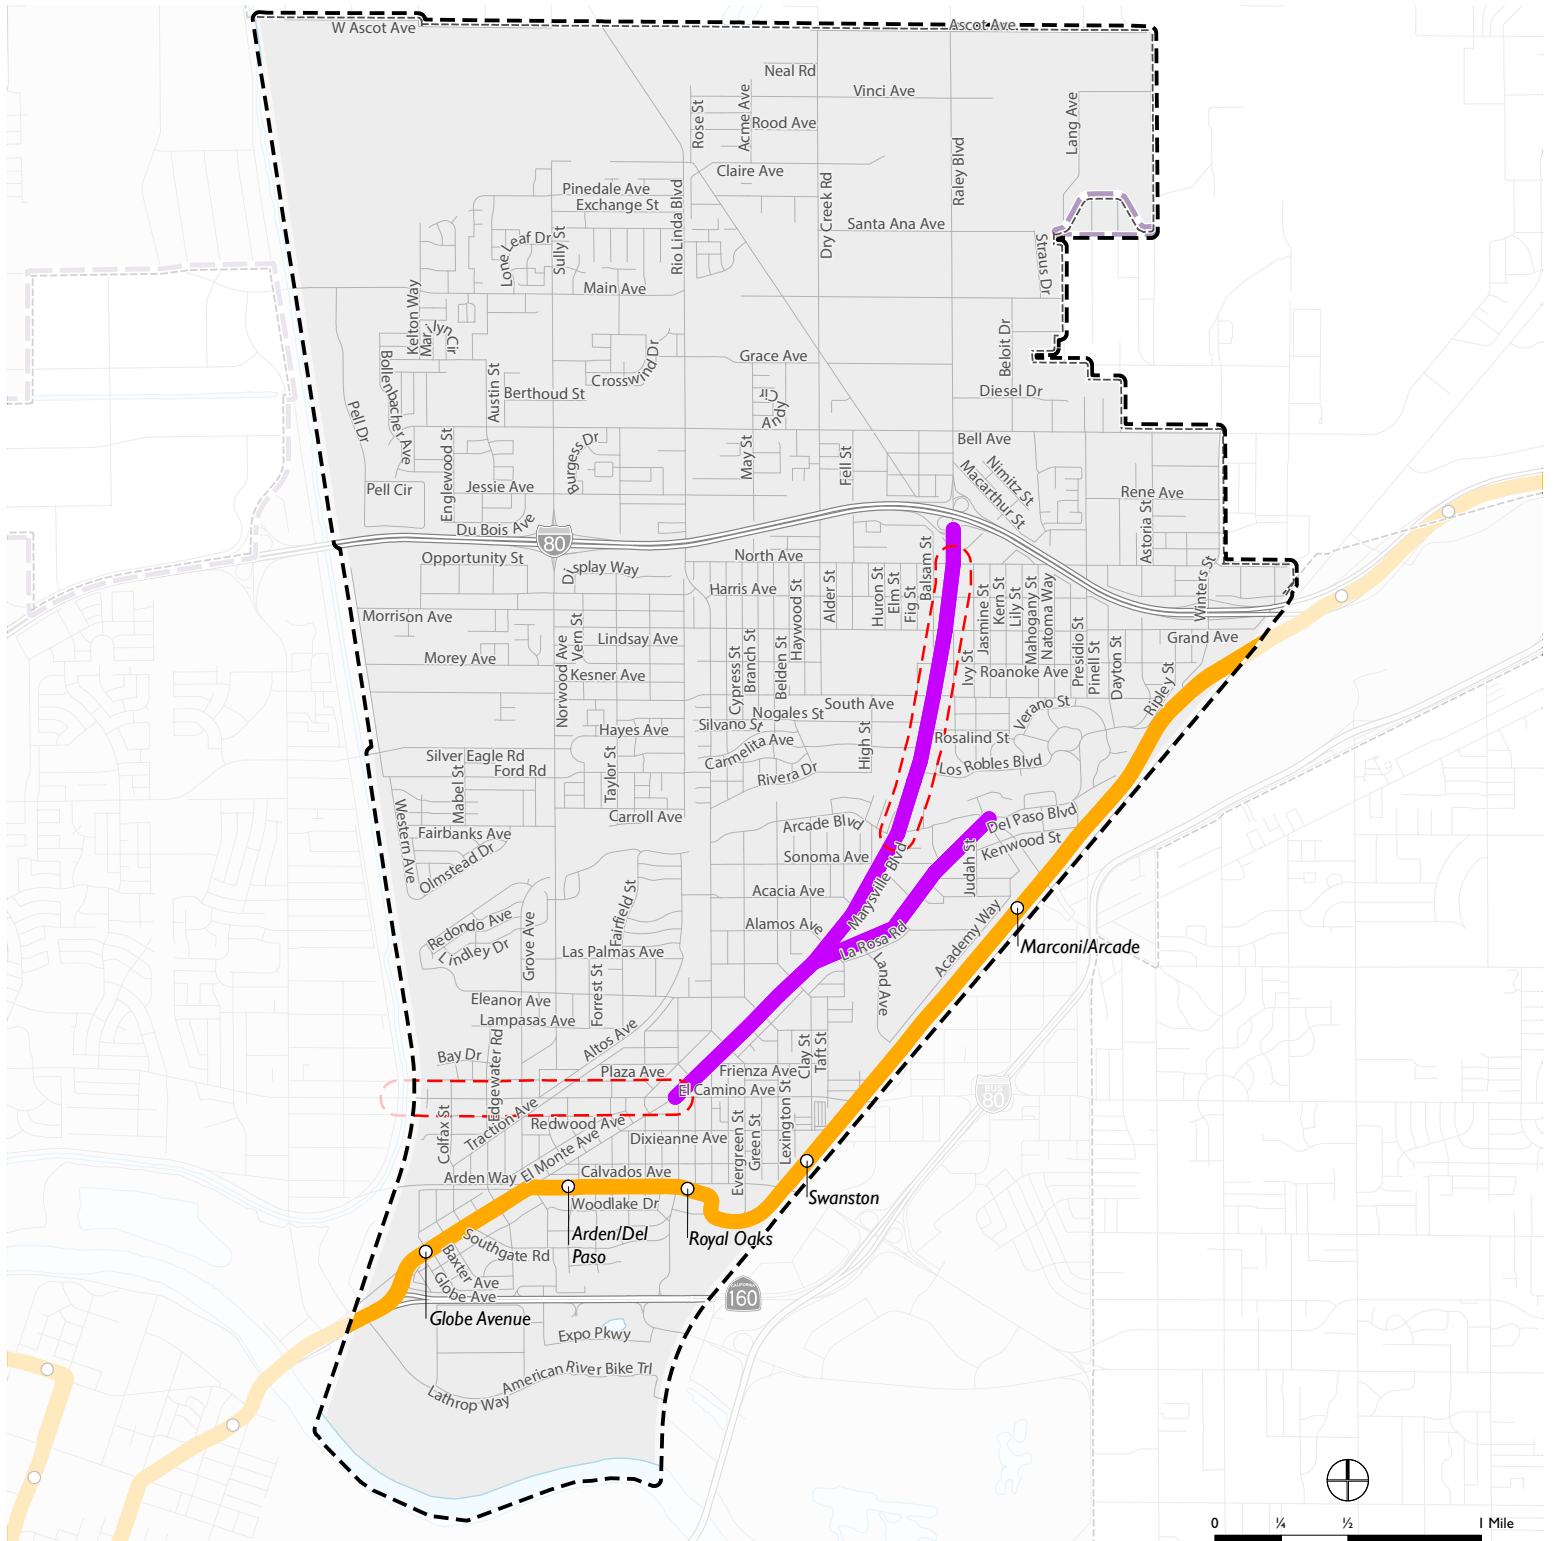 W Ascot Ave
Ascot Ave
Neal Rd
Vinci Ave
Rose St
Acme Ave
Rood Ave
Lang Ave
Raley Blvd
Claire Ave
Pinedale Ave
Exchange St
Rio Linda Blvd
Dry Creek Rd
Santa Ana Ave
Lone Leaf Dr
Sully St
Straus Dr
Main Ave
Kelton Way
Marilyn Cir
Beloit Dr
Bollenbacher Ave
Crosswind Dr
Grace Ave
Austin St
Berthoud St
Andy Cir
Diesel Dr
Pell Dr
Englewood St
Burgess Dr
May St
Fell St
Bell Ave
Nimitz St
Macarthur St
Pell Cir
Jessie Ave
Rene Ave
Astoria St
Du Bois Ave
80
Opportunity St
Display Way
North Ave
Balsam St
Winters St
Harris Ave
Haywood St
Alder St
Huron St
Elm St
Fig St
Jasmine St
Kern St
Lily St
Mahogany St
Natoma Way
Morrison Ave
Vern St
Lindsay Ave
Grand Ave
Presidio St
Pinell St
Dayton St
Morey Ave
Norwood Ave
Kesner Ave
Cypress St
Branch St
Belden St
Ivy St
Roanoke Ave
Ripley St
South Ave
Verano St
Nogales St
Silvano St
Hayes Ave
High St
Rosalind St
Silver Eagle Rd
Ford Rd
Carmelita Ave
Rivera Dr
Los Robles Blvd
Mabel St
Taylor St
Western Ave
Carroll Ave
Fairbanks Ave
Arcade Blvd
Del Paso Blvd
Kenwood St
Olmstead Dr
Sonoma Ave
Marysville Blvd
Judah St
Acacia Ave
Fairfield St
Redondo Ave
Lindley Dr
Grove Ave
Alamos Ave
La Rosa Rd
Academy Way
Marconi/Arcade
Las Palmas Ave
Land Ave
Forrest St
Eleanor Ave
Lampasas Ave
Altos Ave
Clay St
Taft St
Bay Dr
Edgewater Rd
Plaza Ave
Frienza Ave
El Camino Ave
BUS
80
Colfax St
Traction Ave
Redwood Ave
Lexington St
Evergreen St
Green St
Dixieanne Ave
El Monte Ave
Arden Way
Calvados Ave
Swanston
Woodlake Dr
Arden/Del
Paso
Royal Oaks
Southgate Rd
Baxter Ave
Globe Ave
Globe Avenue
CALIFORNIA
160
Expo Pkwy
American River Bike Trl
Lathrop Way
0 ¼ ½ 1 Mile